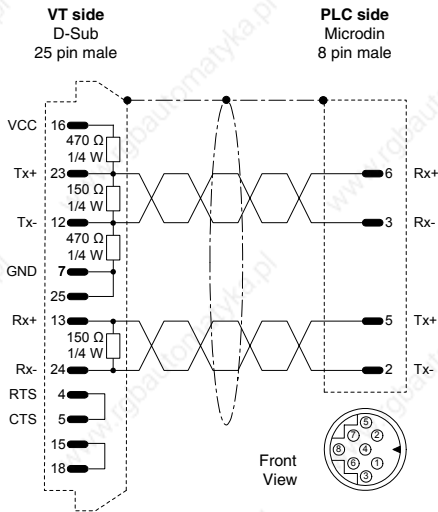 VT side
D-Sub
25 pin male
PLC side
Microdin
8 pin male
VCC 16
470 Ω
1/4 W
Tx+ 23
6 Rx+
150 Ω
1/4 W
Tx- 12
3 Rx-
470 Ω
1/4 W
GND 7
25
Rx+ 13
5 Tx+
150 Ω
1/4 W
Rx- 24
2 Tx-
RTS 4
CTS 5
15
18
Front
View
5
7 2
8 4
6 1
3
www.rgbautomatyka.pl